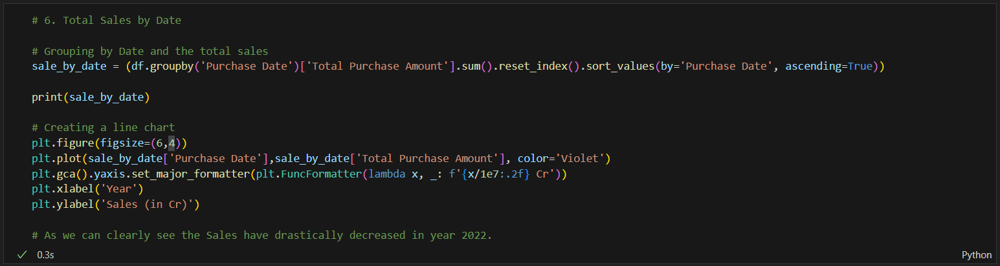 # 6. Total Sales by Date
# Grouping by Date and the total sales
sale_by_date = (df.groupby('Purchase Date')['Total Purchase Amount'].sum().reset_index().sort_values(by='Purchase Date', ascending=True))
print(sale_by_date)
# Creating a line chart
plt.figure(figsize=(6,4))
plt.plot(sale_by_date['Purchase Date'],sale_by_date['Total Purchase Amount'], color='Violet')
plt.gca().yaxis.set_major_formatter(plt.FuncFormatter(lambda x, _: f'{x/1e7:.2f} Cr'))
plt.xlabel('Year')
plt.ylabel('Sales (in Cr)')
# As we can clearly see the Sales have drastically decreased in year 2022.
0.3s
Python